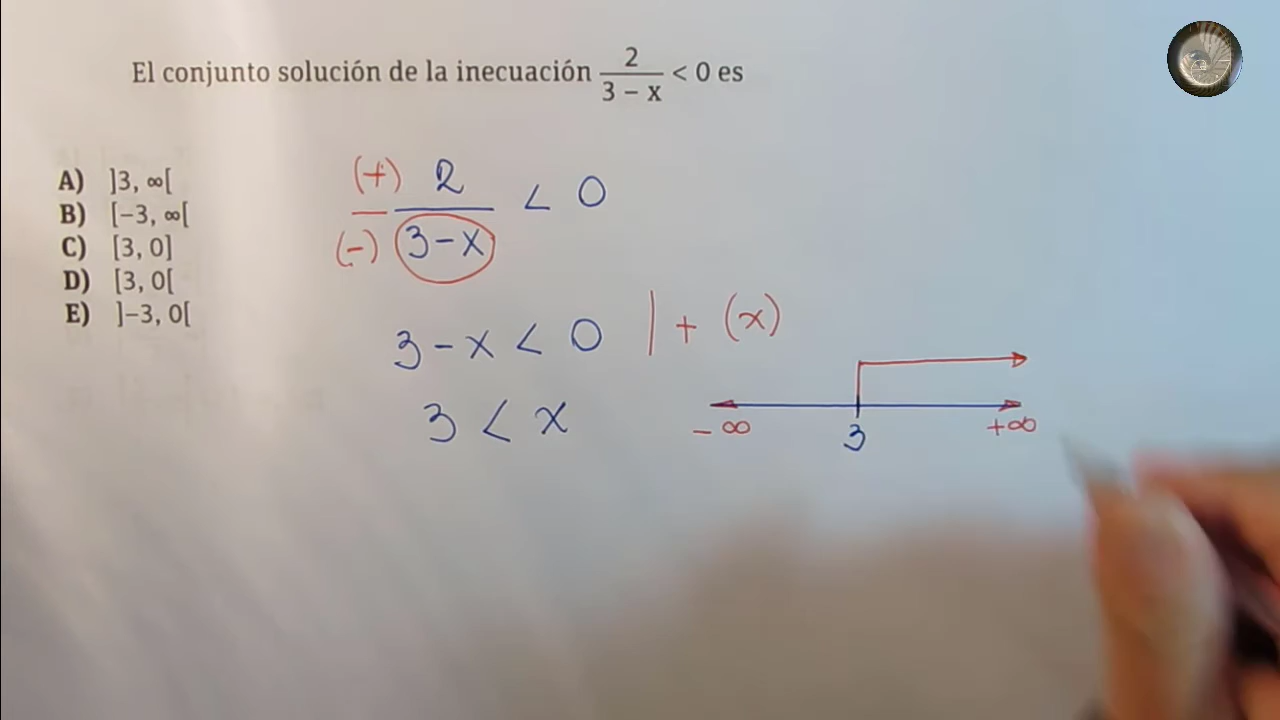 El conjunto solución de la inecuación 2/(3 − x) < 0 es
A) ]3, ∞[
B) [−3, ∞[
C) [3, 0]
D) [3, 0[
E) ]−3, 0[
(+)/(-) 2/(3-x) < 0
3-x < 0 | + (x)
3 < x
-∞ 3 +∞